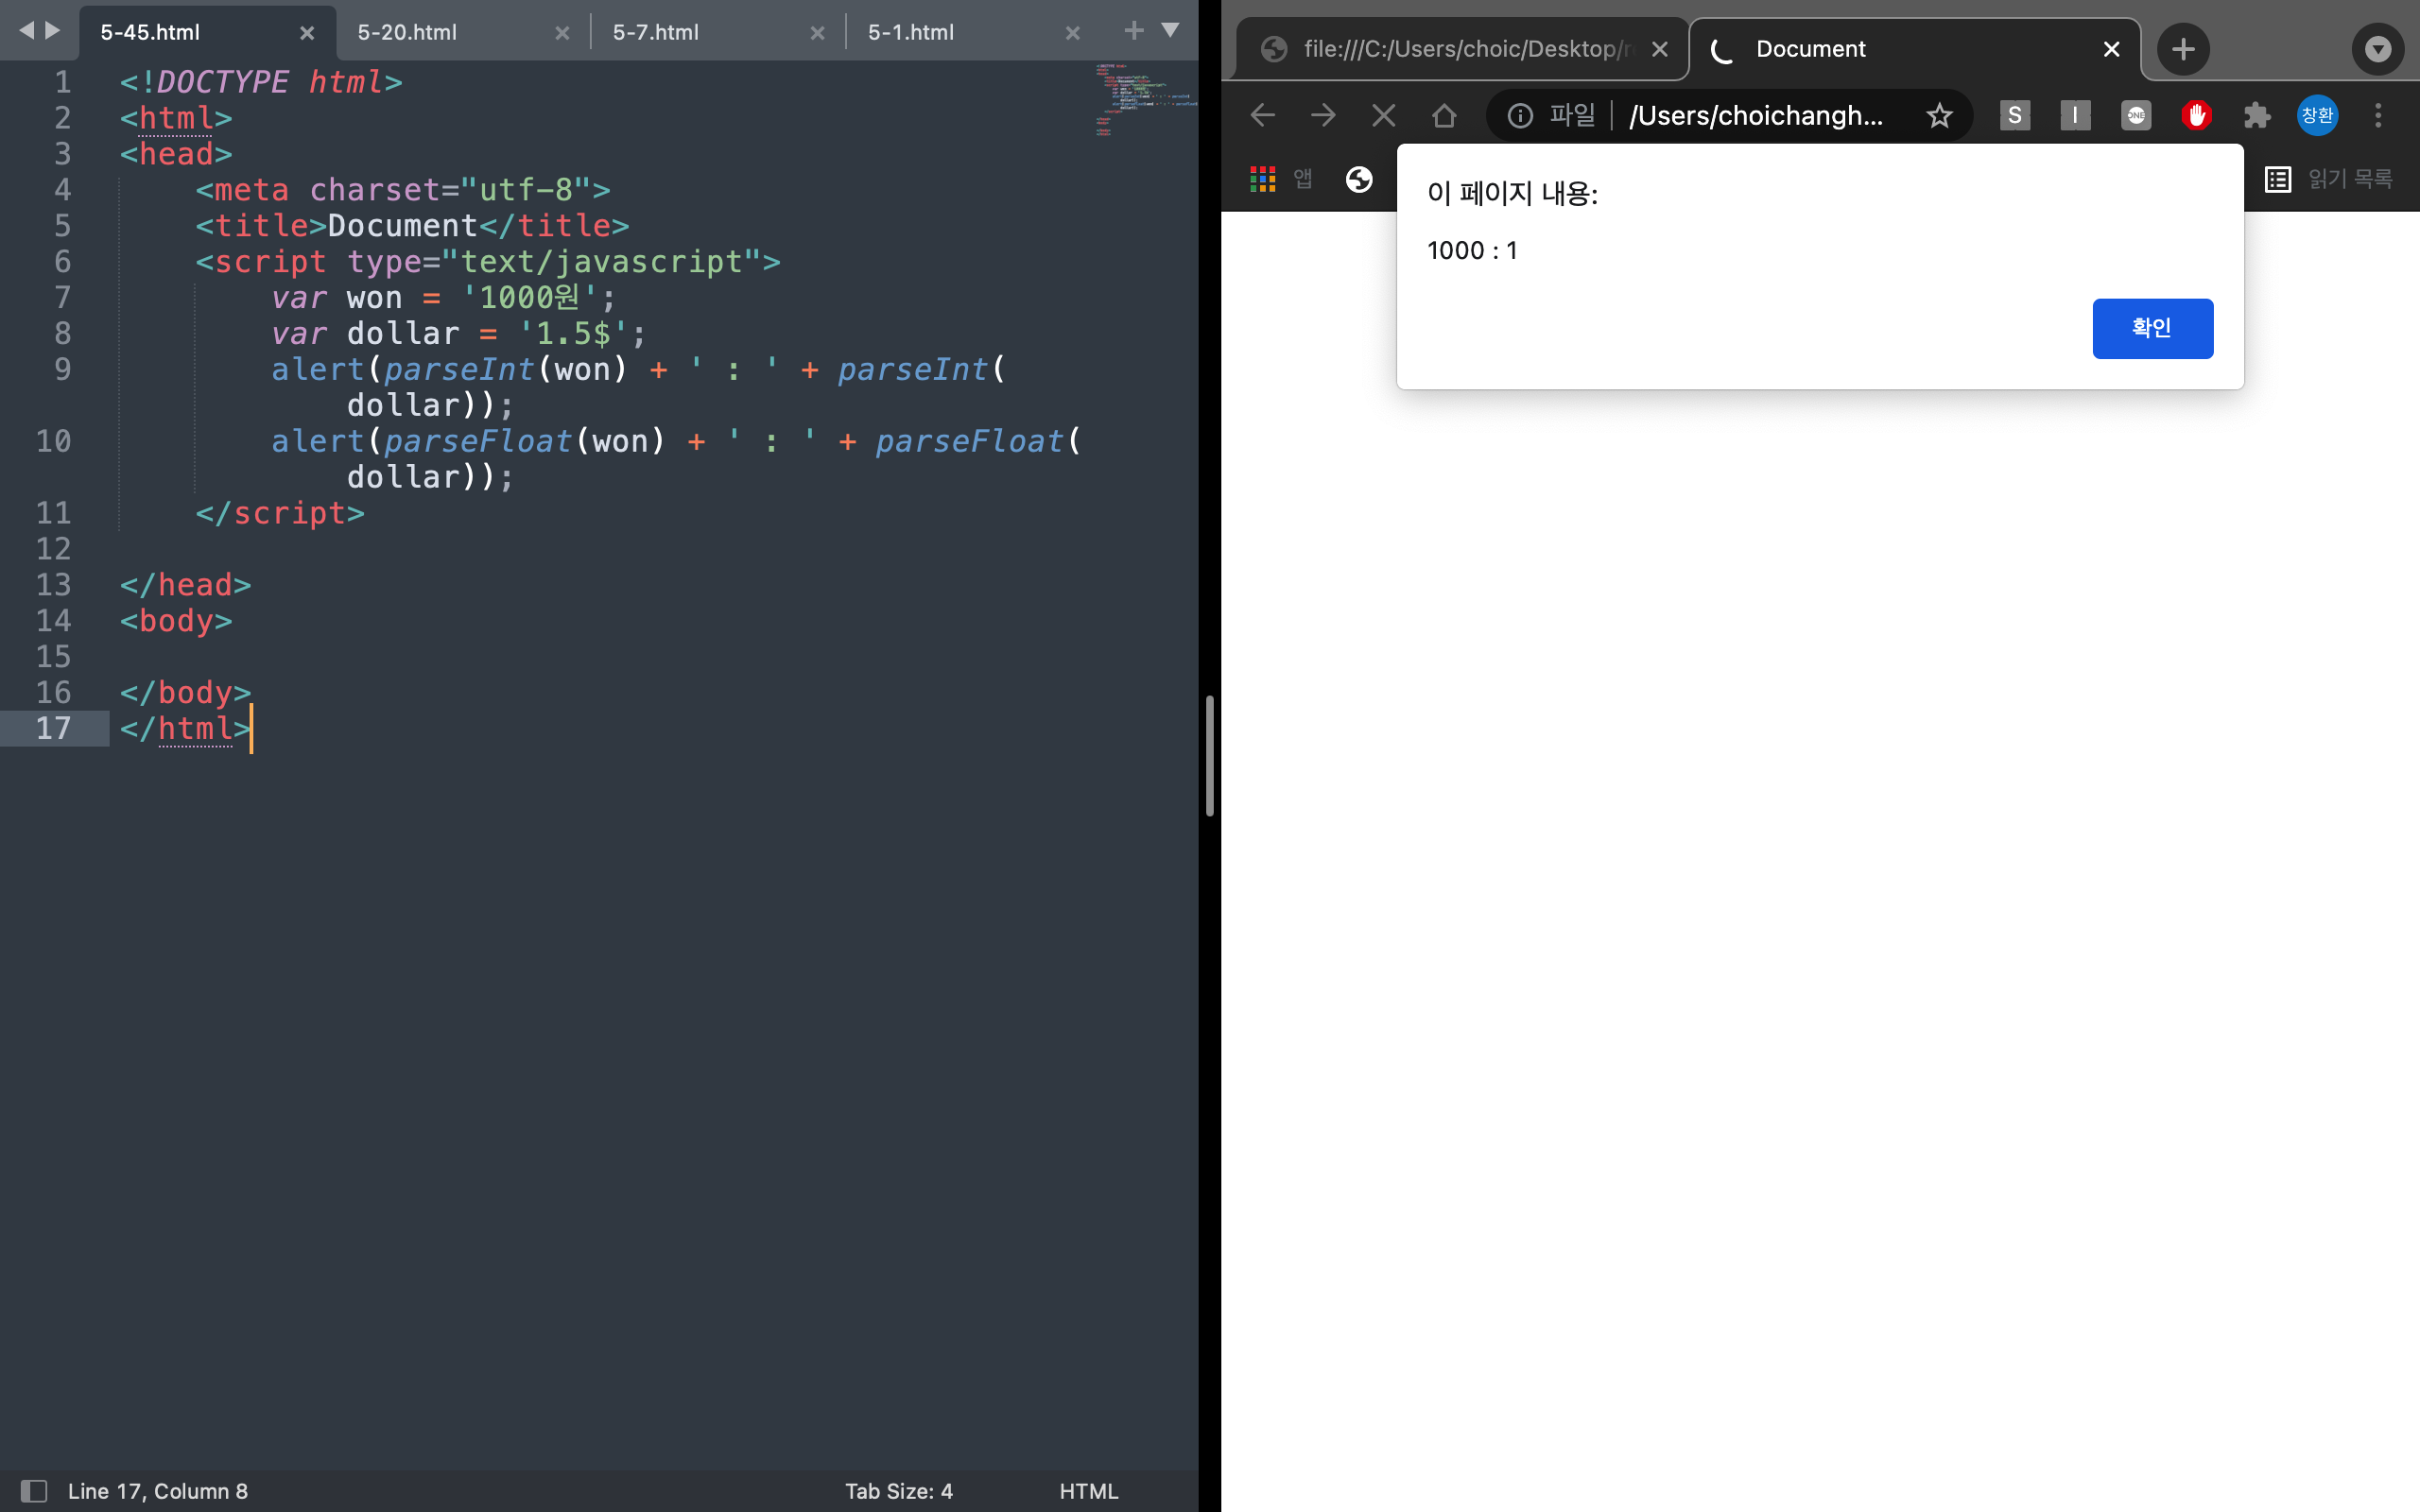 5-45.html
5-20.html
5-7.html
5-1.html
1 <!DOCTYPE html>
2 <html>
3 <head>
4 <meta charset="utf-8">
5 <title>Document</title>
6 <script type="text/javascript">
7 var won = '1000원';
8 var dollar = '1.5$';
9 alert(parseInt(won) + ' : ' + parseInt(
dollar));
10 alert(parseFloat(won) + ' : ' + parseFloat(
dollar));
11 </script>
12
13 </head>
14 <body>
15
16 </body>
17 </html>
Line 17, Column 8
Tab Size: 4
HTML
file:///C:/Users/choic/Desktop/
Document
파일 /Users/choichangh...
S
I
ONE
창환
앱
읽기 목록
이 페이지 내용:
1000 : 1
확인